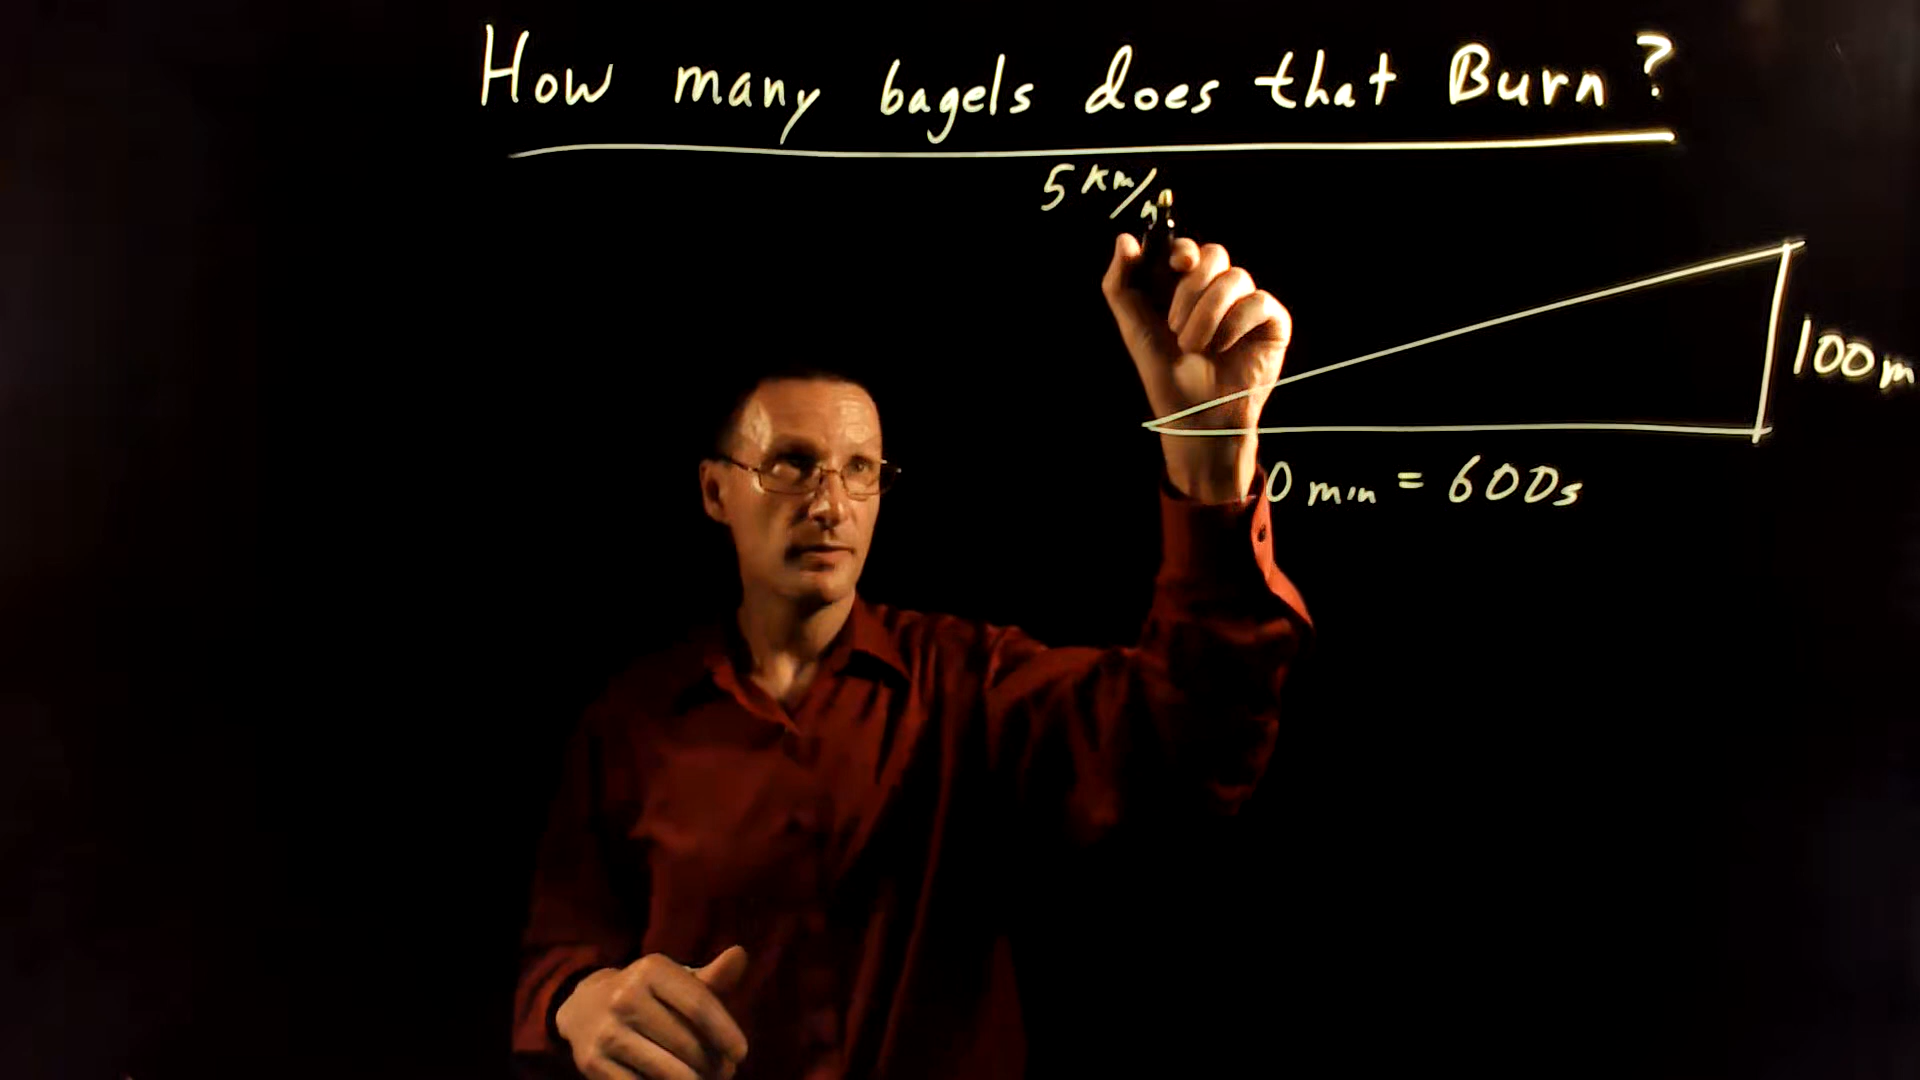 How many bagels does that Burn?
5 km/h
100m
0 min = 600s